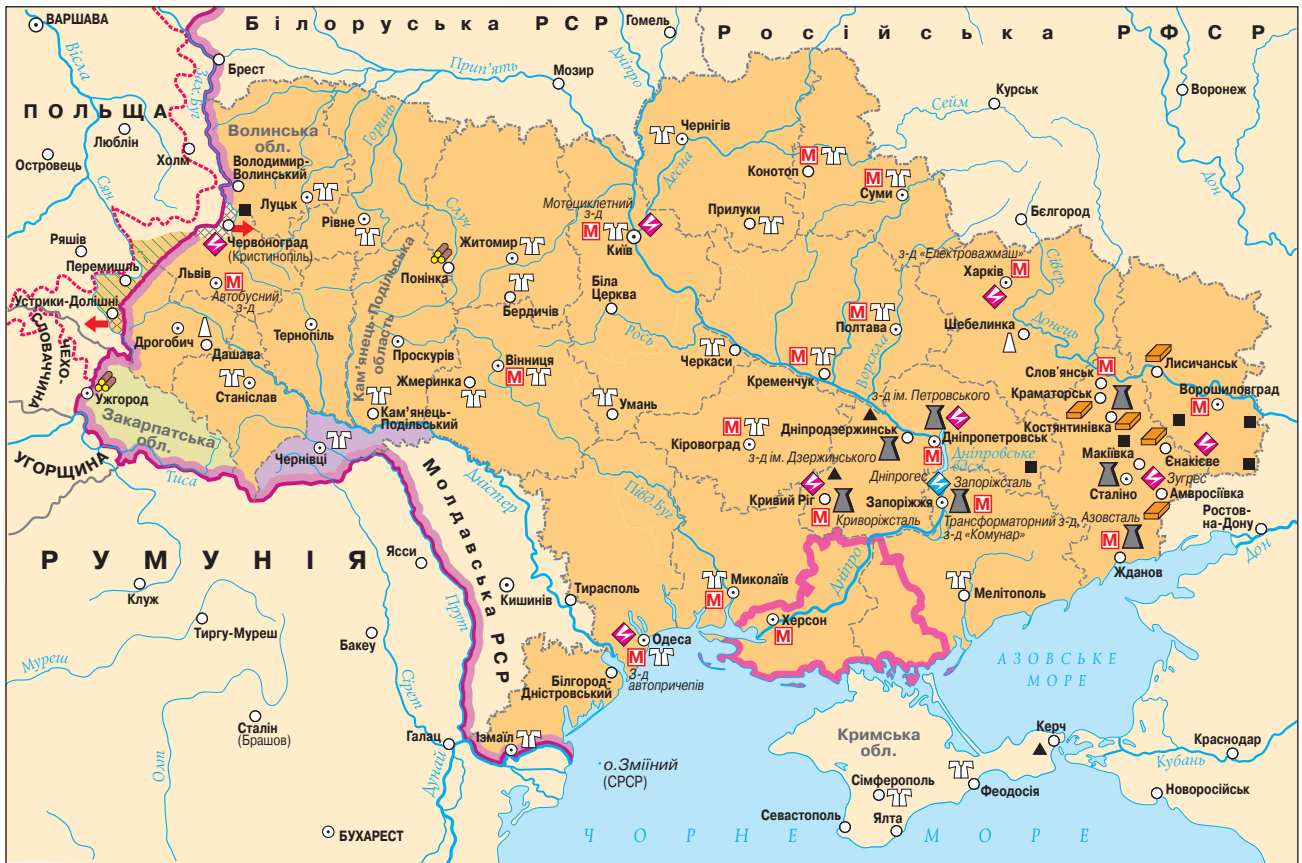 ВАРШАВА
Білоруська РСР
Гомель
Російська РФСР
Вісла
Брест
Зах. Буг
Прип'ять
Мозир
Дніпро
Сейм
Курськ
Воронеж
ПОЛЬЩА
Люблін
Холм
Островець
Волинська
обл.
Горинь
Чернігів
Десна
Конотоп
Дон
Володимир-
Волинський
Луцьк
Рівне
Случ
Мотоциклетний
з-д
Київ
Прилуки
Суми
Бєлгород
Сян
Ряшів
Перемишль
Червоноград
(Кристинопіль)
Житомир
Понінка
з-д «Електроважмаш»
Харків
Сівер.
Донець
Львів
Автобусний
з-д
Устрики-Долішні
Бердичів
Біла
Церква
Полтава
Шебелинка
ЧЕХО-
СЛОВАЧЧИНА
Дрогобич
Дашава
Тернопіль
Кам'янець-Подільська
область
Проскурів
Рось
Черкаси
Ворскла
Кременчук
Слов'янськ
Лисичанськ
Станіслав
Жмеринка
Вінниця
Умань
Краматорськ
Ворошиловград
Ужгород
Закарпатська
обл.
Кам'янець-
Подільський
з-д ім. Петровського
Костянтинівка
Чернівці
Кіровоград
Дніпродзержинськ
Дніпропетровськ
з-д ім. Дзержинського
Дніпровське
вдсх.
Макіївка
Єнакієве
УГОРЩИНА
Тиса
Молдавська РСР
Дністер
Півд.Буг
Дніпрогес
Запоріжсталь
Сталіно
Зугрес
Амвросіївка
Кривий Ріг
Криворіжсталь
Запоріжжя
Трансформаторний з-д
з-д «Комунар»
Азовсталь
Ростов-
на-Дону
Дон
РУМУНІЯ
Ясси
Жданов
Клуж
Кишинів
Тирасполь
Миколаїв
Дніпро
Мелітополь
Тиргу-Муреш
Бакеу
Прут
Херсон
Муреш
Одеса
З-д
автопричепів
АЗОВСЬКЕ
МОРЕ
Сірет
Білгород-
Дністровський
Сталін
(Брашов)
Олт
Галац
Ізмаїл
Дунай
о.Зміїний
(СРСР)
Кримська
обл.
Керч
Краснодар
Кубань
Сімферополь
Феодосія
Новоросійськ
Севастополь
Ялта
БУХАРЕСТ
ЧОРНЕ МОРЕ